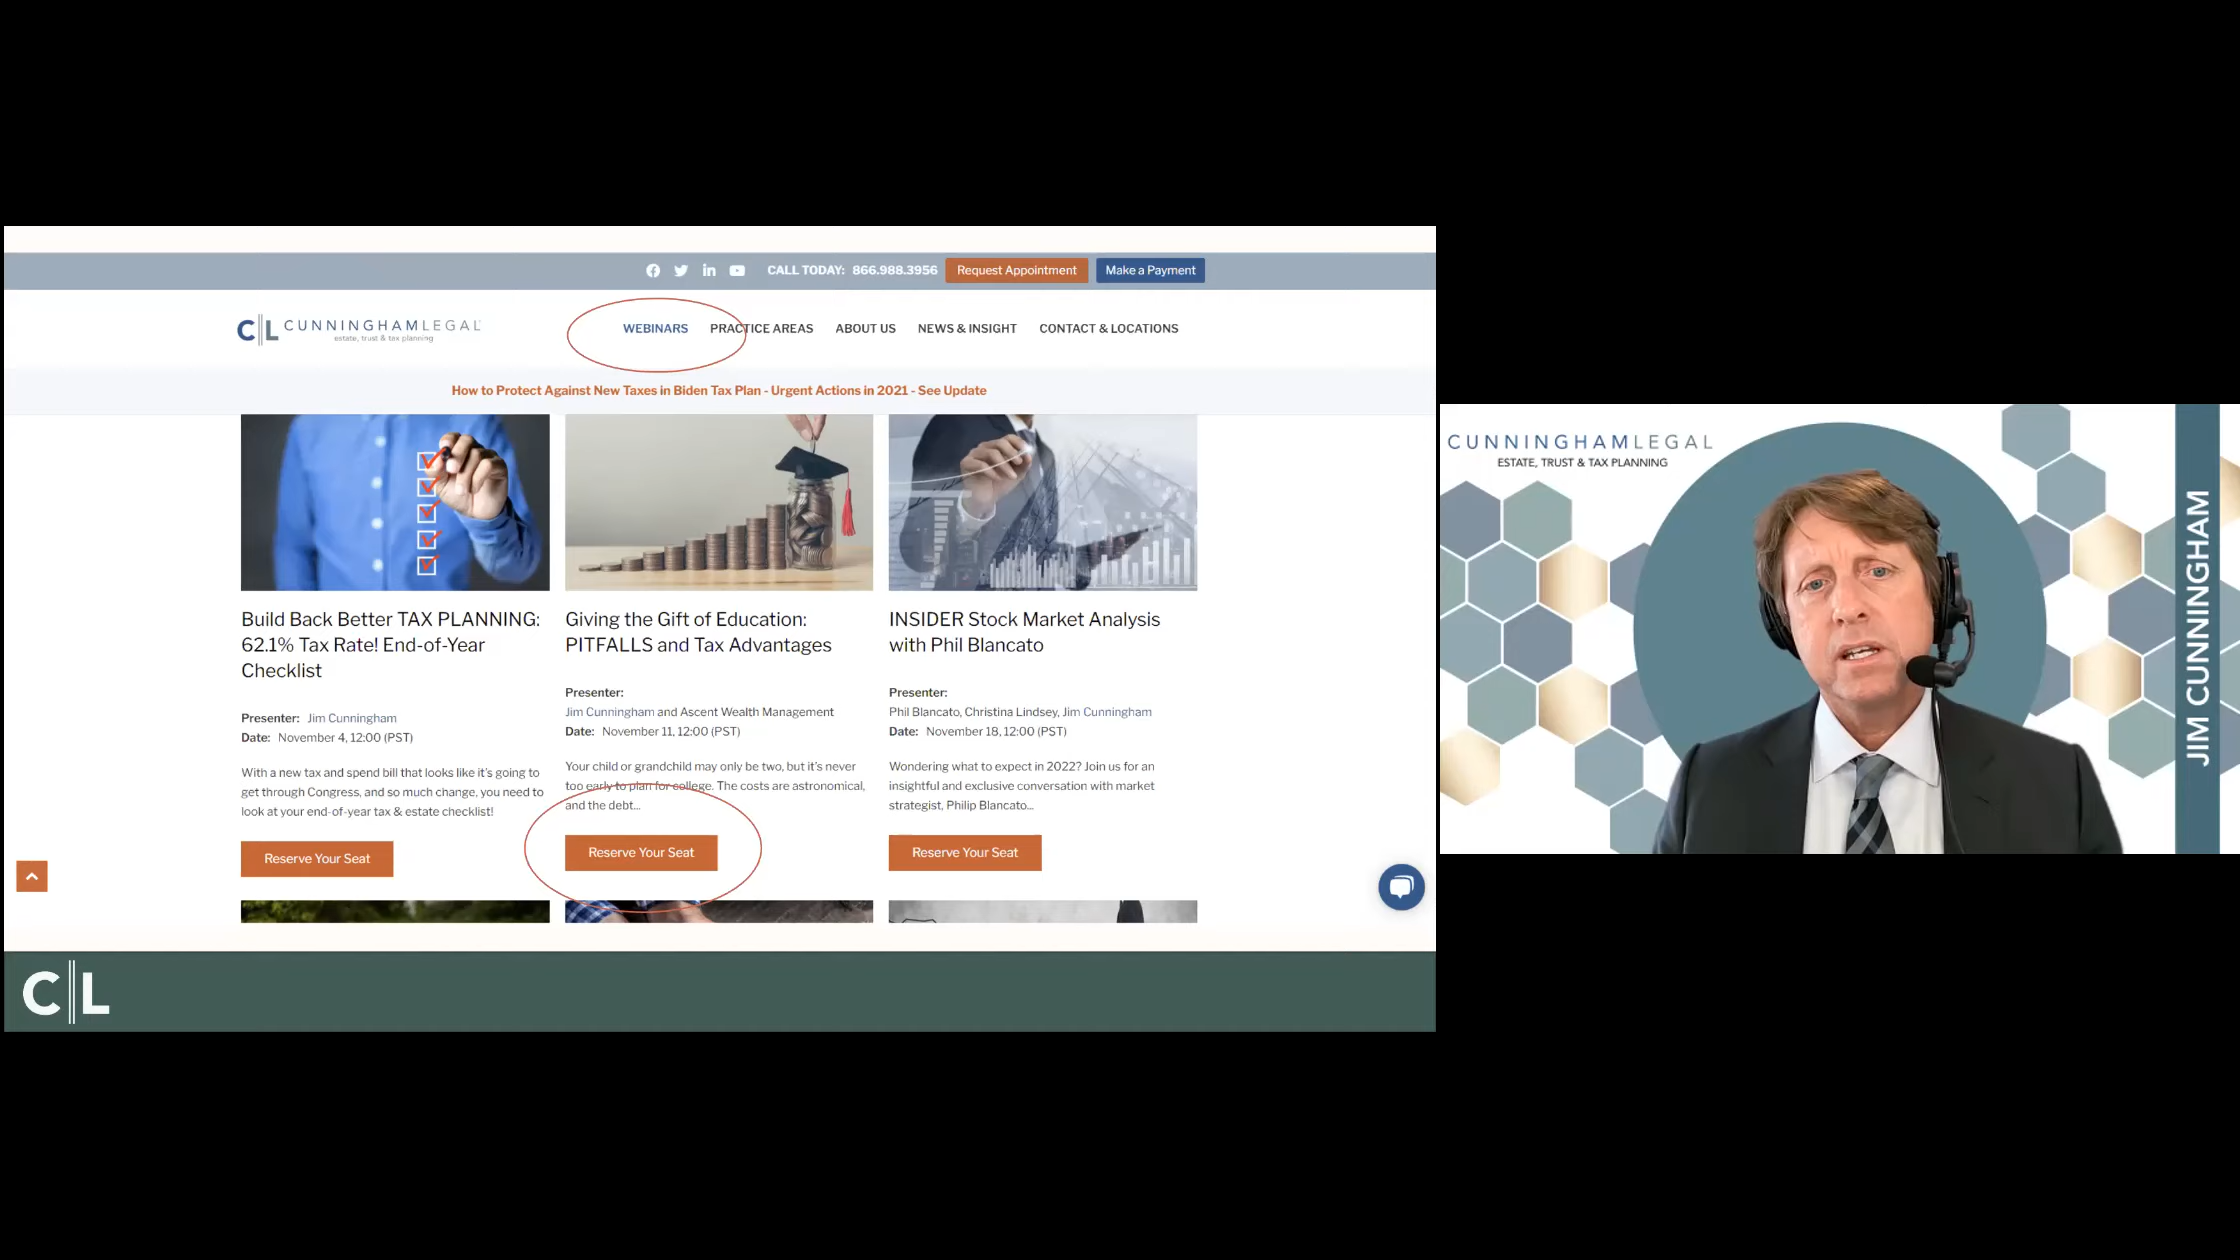 CALL TODAY: 866.988.3956 Request Appointment Make a Payment
C L CUNNINGHAMLEGAL
estate, trust & tax planning
WEBINARS PRACTICE AREAS ABOUT US NEWS & INSIGHT CONTACT & LOCATIONS
How to Protect Against New Taxes in Biden Tax Plan - Urgent Actions in 2021 - See Update
Build Back Better TAX PLANNING:
62.1% Tax Rate! End-of-Year
Checklist
Presenter: Jim Cunningham
Date: November 4, 12:00 (PST)
With a new tax and spend bill that looks like it's going to
get through Congress, and so much change, you need to
look at your end-of-year tax & estate checklist!
Reserve Your Seat
Giving the Gift of Education:
PITFALLS and Tax Advantages
Presenter:
Jim Cunningham and Ascent Wealth Management
Date: November 11, 12:00 (PST)
Your child or grandchild may only be two, but it's never
too early to plan for college. The costs are astronomical,
and the debt...
Reserve Your Seat
INSIDER Stock Market Analysis
with Phil Blancato
Presenter:
Phil Blancato, Christina Lindsey, Jim Cunningham
Date: November 18, 12:00 (PST)
Wondering what to expect in 2022? Join us for an
insightful and exclusive conversation with market
strategist, Philip Blancato...
Reserve Your Seat
C L
CUNNINGHAMLEGAL
ESTATE, TRUST & TAX PLANNING
JIM CUNNINGHAM